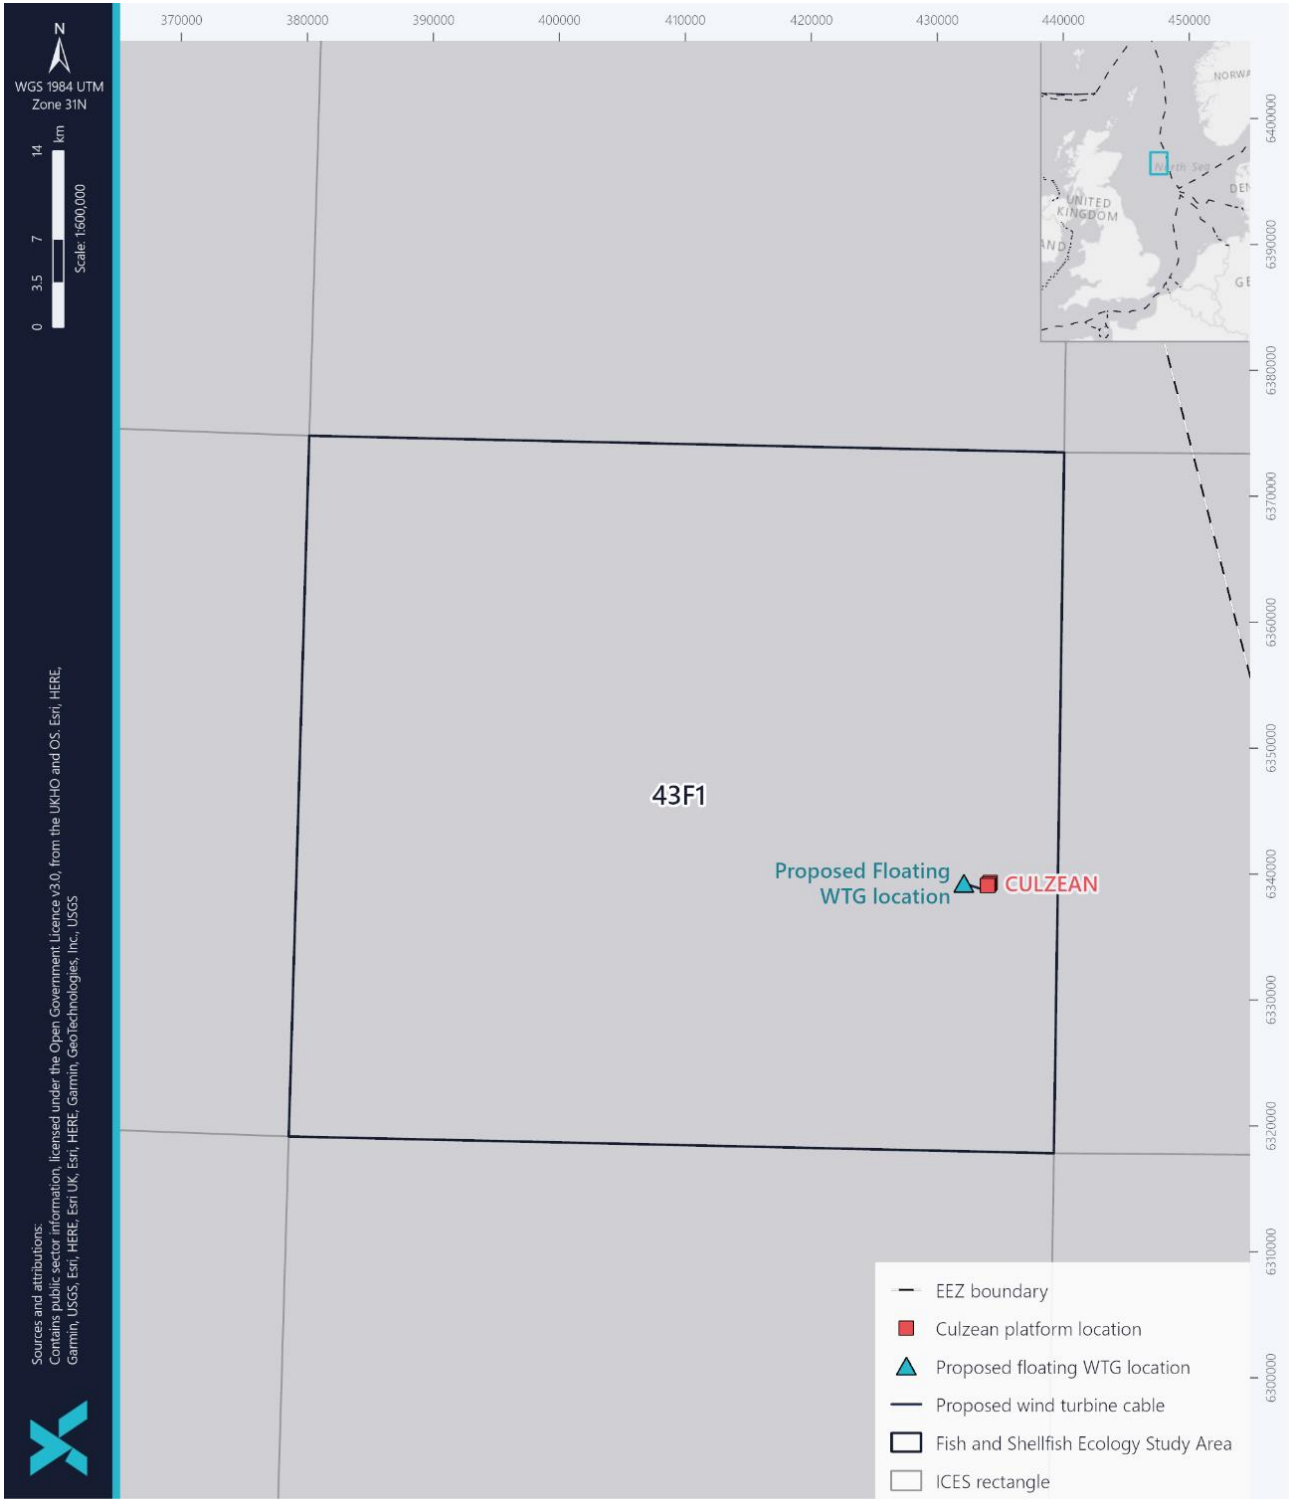 370000 380000 390000 400000 410000 420000 430000 440000 450000
N
WGS 1984 UTM
Zone 31N
0 3.5 7 14 km
Scale: 1:600,000
Sources and attributions:
Contains public sector information, licensed under the Open Government Licence v3.0, from the UKHO and OS. Esri, HERE,
Garmin, USGS, Esri, HERE, Esri UK, Esri, HERE, Garmin, GeoTechnologies, Inc., USGS
NORWA
North Sea
DEN
UNITED
KINGDOM
AND
GE
6400000
6390000
6380000
6370000
6360000
6350000
6340000
6330000
6320000
6310000
6300000
43F1
Proposed Floating
WTG location
CULZEAN
EEZ boundary
Culzean platform location
Proposed floating WTG location
Proposed wind turbine cable
Fish and Shellfish Ecology Study Area
ICES rectangle